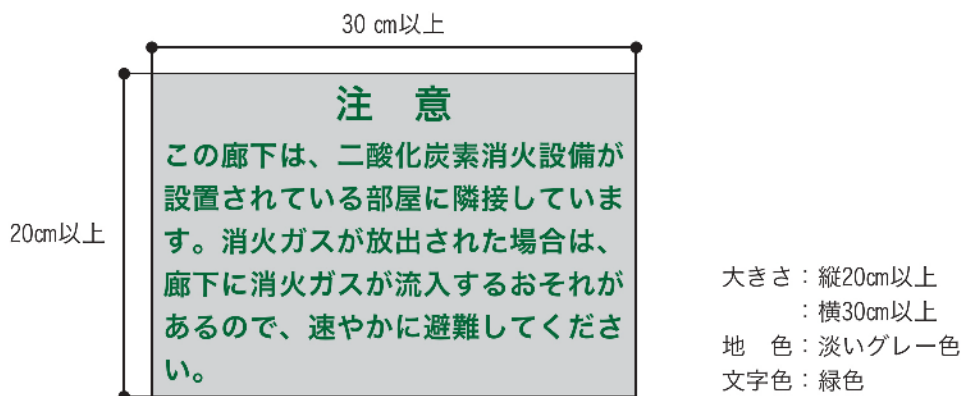 30 cm以上
20cm以上
注　意
この廊下は、二酸化炭素消火設備が
設置されている部屋に隣接していま
す。消火ガスが放出された場合は、
廊下に消火ガスが流入するおそれが
あるので、速やかに避難してくださ
い。
大きさ：縦20cm以上
：横30cm以上
地　色：淡いグレー色
文字色：緑色